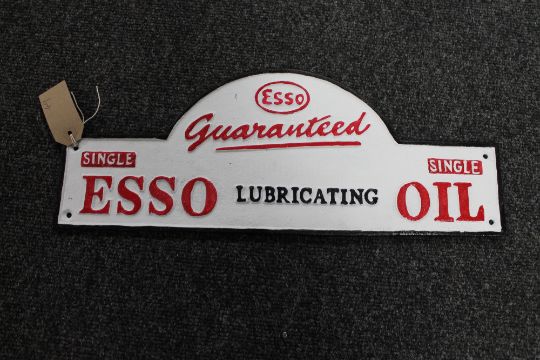 Esso
Guaranteed
SINGLE SINGLE
ESSO LUBRICATING OIL